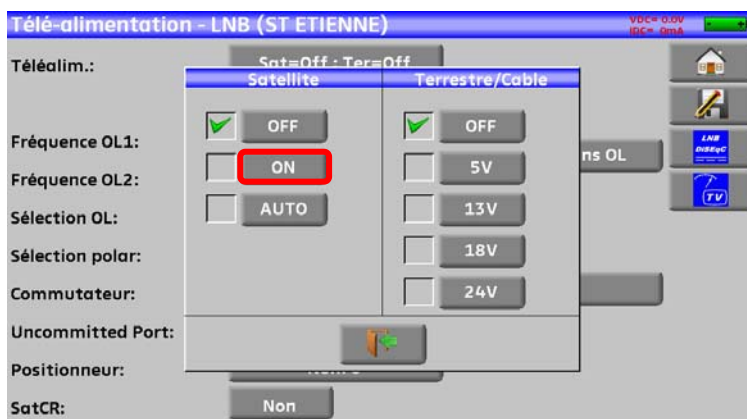 Télé-alimentation - LNB (ST ETIENNE)
VDC= 0.0V
IDC= 0mA
Téléalim.:
Sat=Off : Ter=Off
Satellite
Terrestre/Cable
OFF
OFF
ON
5V
AUTO
13V
18V
24V
Fréquence OL1:
ns OL
Fréquence OL2:
Sélection OL:
Sélection polar:
Commutateur:
Uncommitted Port:
Positionneur:
SatCR:
Non
LNB
DiSEqC
TV